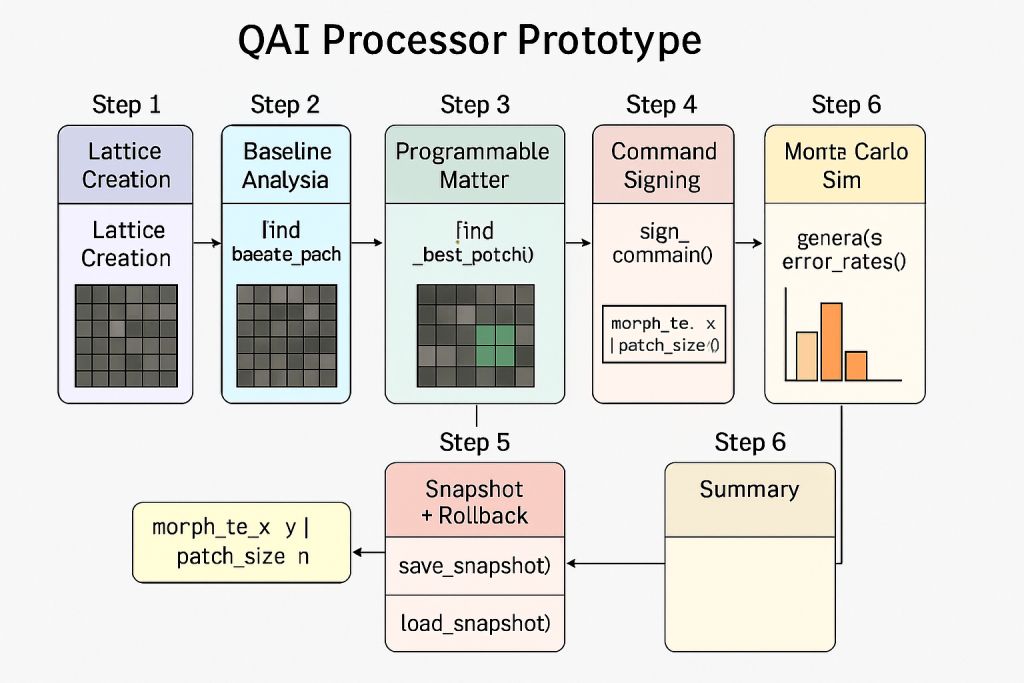 QAI Processor Prototype
Step 1
Lattice
Creation
Lattice
Creation
Step 2
Baseline
Analysia
find
baeate_pach
Step 3
Programmable
Matter
find
_best_potch()
Step 4
Command
Signing
sign_
commain()
morph_te. x
|patch_size()
Step 6
Monte Carlo
Sim
genera(s
error_rates()
Step 5
Snapshot
+ Rollback
save_snapshot)
load_snapshot)
Step 6
Summary
morph_te_x y|
patch_size n